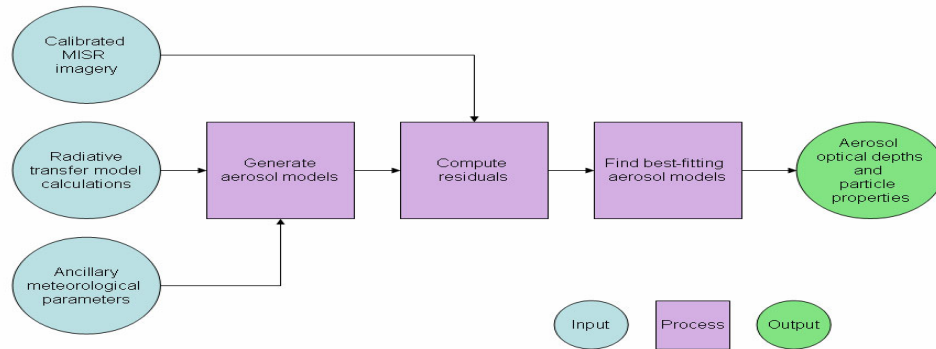 Calibrated
MISR
imagery
Radiative
transfer model
calculations
Generate
aerosol models
Compute
residuals
Find best-fitting
aerosol models
Aerosol
optical depths
and
particle
properties
Ancillary
meteorological
parameters
Input
Process
Output